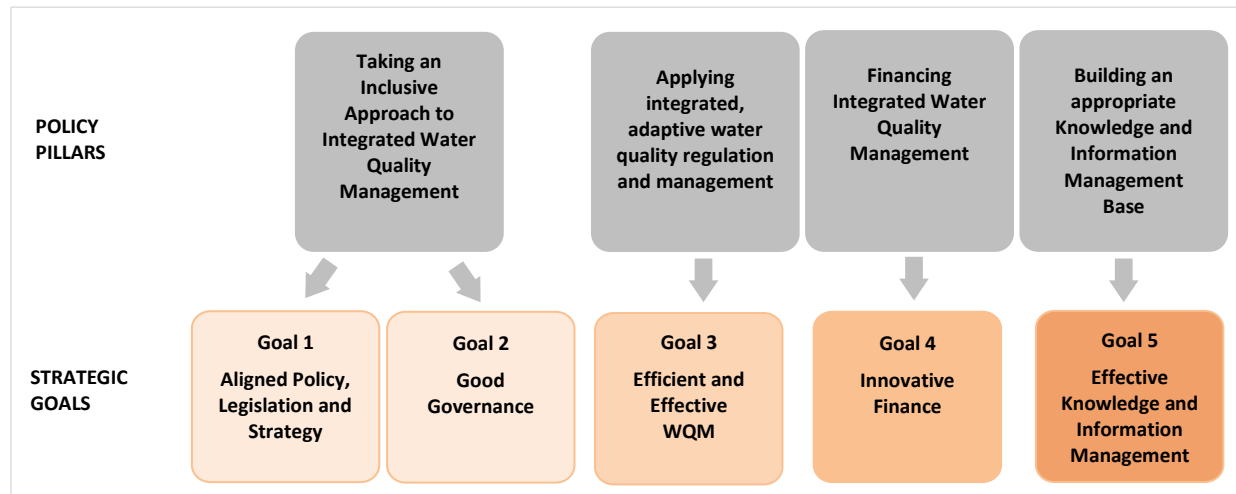 POLICY
PILLARS
Taking an
Inclusive
Approach to
Integrated Water
Quality
Management
Applying
integrated,
adaptive water
quality regulation
and management
Financing
Integrated Water
Quality
Management
Building an
appropriate
Knowledge and
Information
Management
Base
STRATEGIC
GOALS
Goal 1
Aligned Policy,
Legislation and
Strategy
Goal 2
Good
Governance
Goal 3
Efficient and
Effective
WQM
Goal 4
Innovative
Finance
Goal 5
Effective
Knowledge and
Information
Management